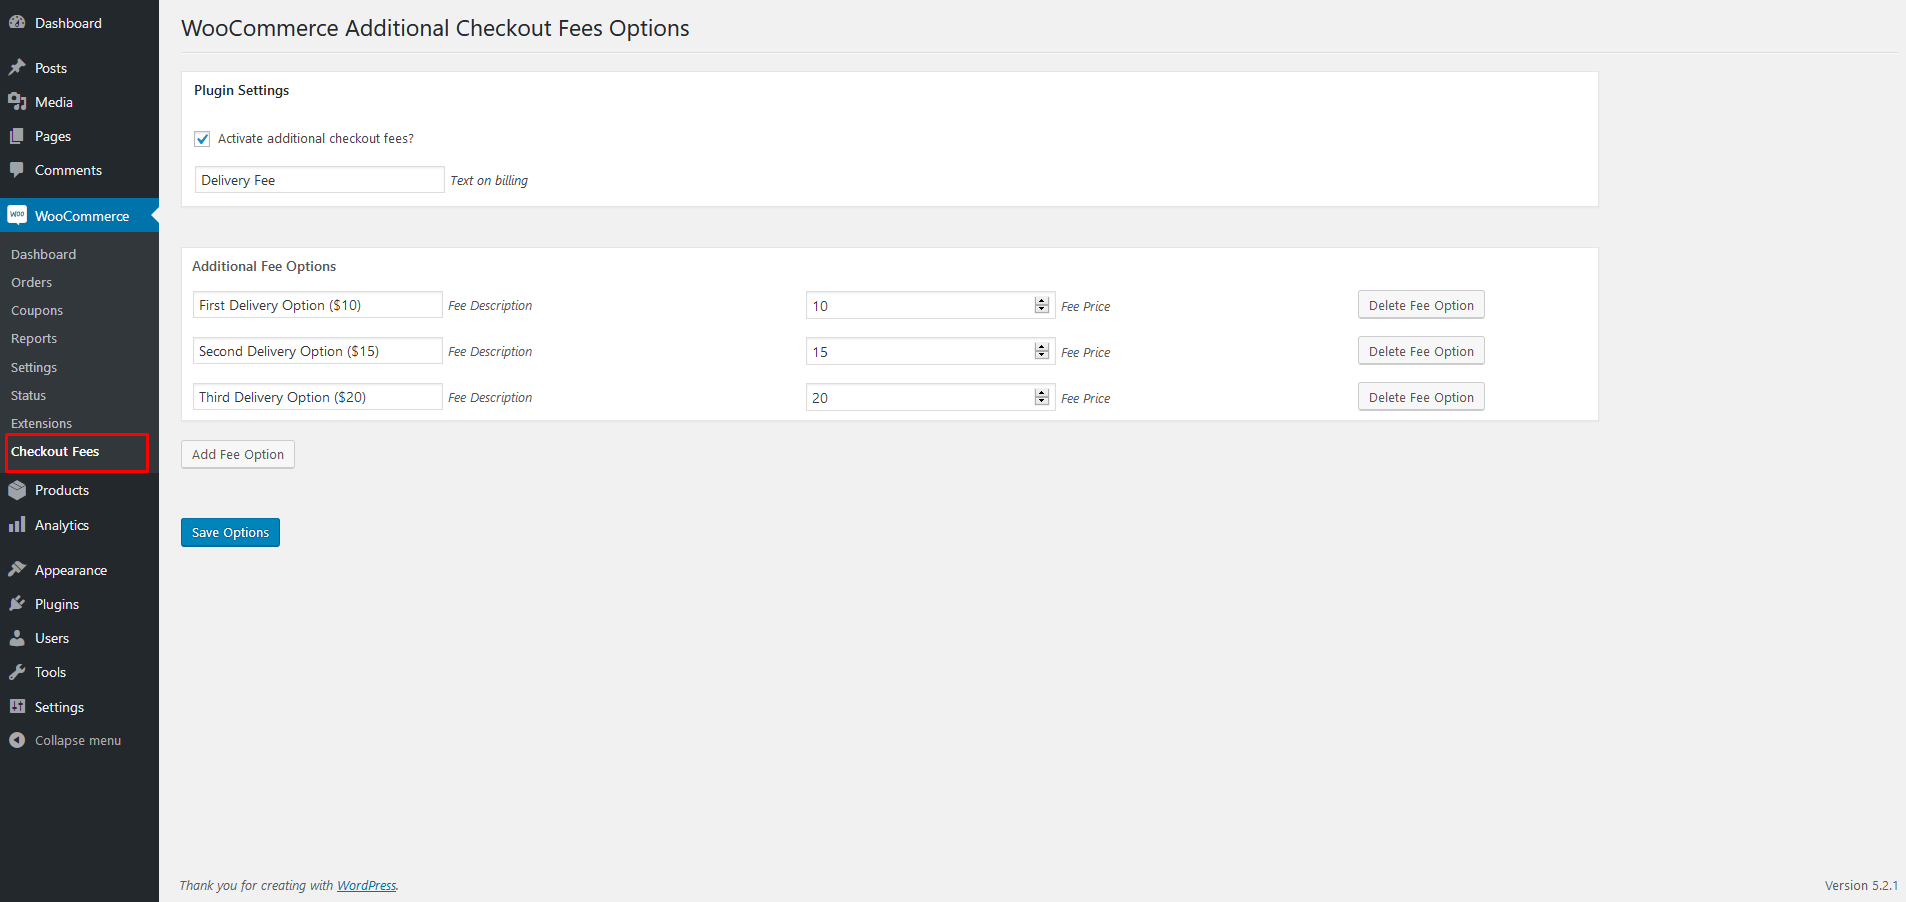 Dashboard
Posts
Media
Pages
Comments
Woo WooCommerce
Dashboard
Orders
Coupons
Reports
Settings
Status
Extensions
Checkout Fees
Products
Analytics
Appearance
Plugins
Users
Tools
Settings
Collapse menu
WooCommerce Additional Checkout Fees Options
Plugin Settings
Activate additional checkout fees?
Delivery Fee Text on billing
Additional Fee Options
First Delivery Option ($10) Fee Description 10 Fee Price Delete Fee Option
Second Delivery Option ($15) Fee Description 15 Fee Price Delete Fee Option
Third Delivery Option ($20) Fee Description 20 Fee Price Delete Fee Option
Add Fee Option
Save Options
Thank you for creating with WordPress.
Version 5.2.1